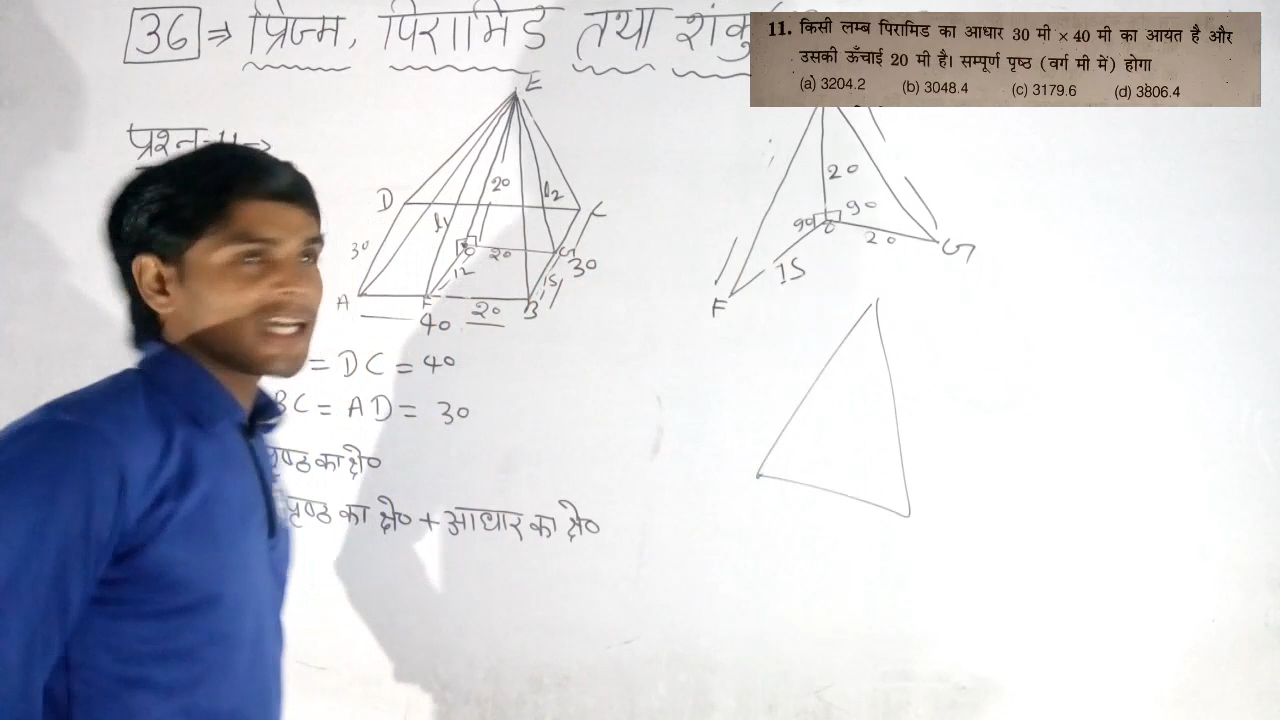 36 ⇒ प्रिज्म, पिरामिड तथा शंकु
11. किसी लम्ब पिरामिड का आधार 30 मी × 40 मी का आयत है और
उसकी ऊँचाई 20 मी है। सम्पूर्ण पृष्ठ (वर्ग मी में) होगा
(a) 3204.2 (b) 3048.4 (c) 3179.6 (d) 3806.4
प्रश्न-11→
E
D
C
20
l1
l2
30
O
20
G
30
15
A
F
B
40
20
20
90
90
O
20
15
F
G
= DC = 40
BC = AD = 30
पृष्ठ का क्षे०
पृष्ठ का क्षे० + आधार का क्षे०